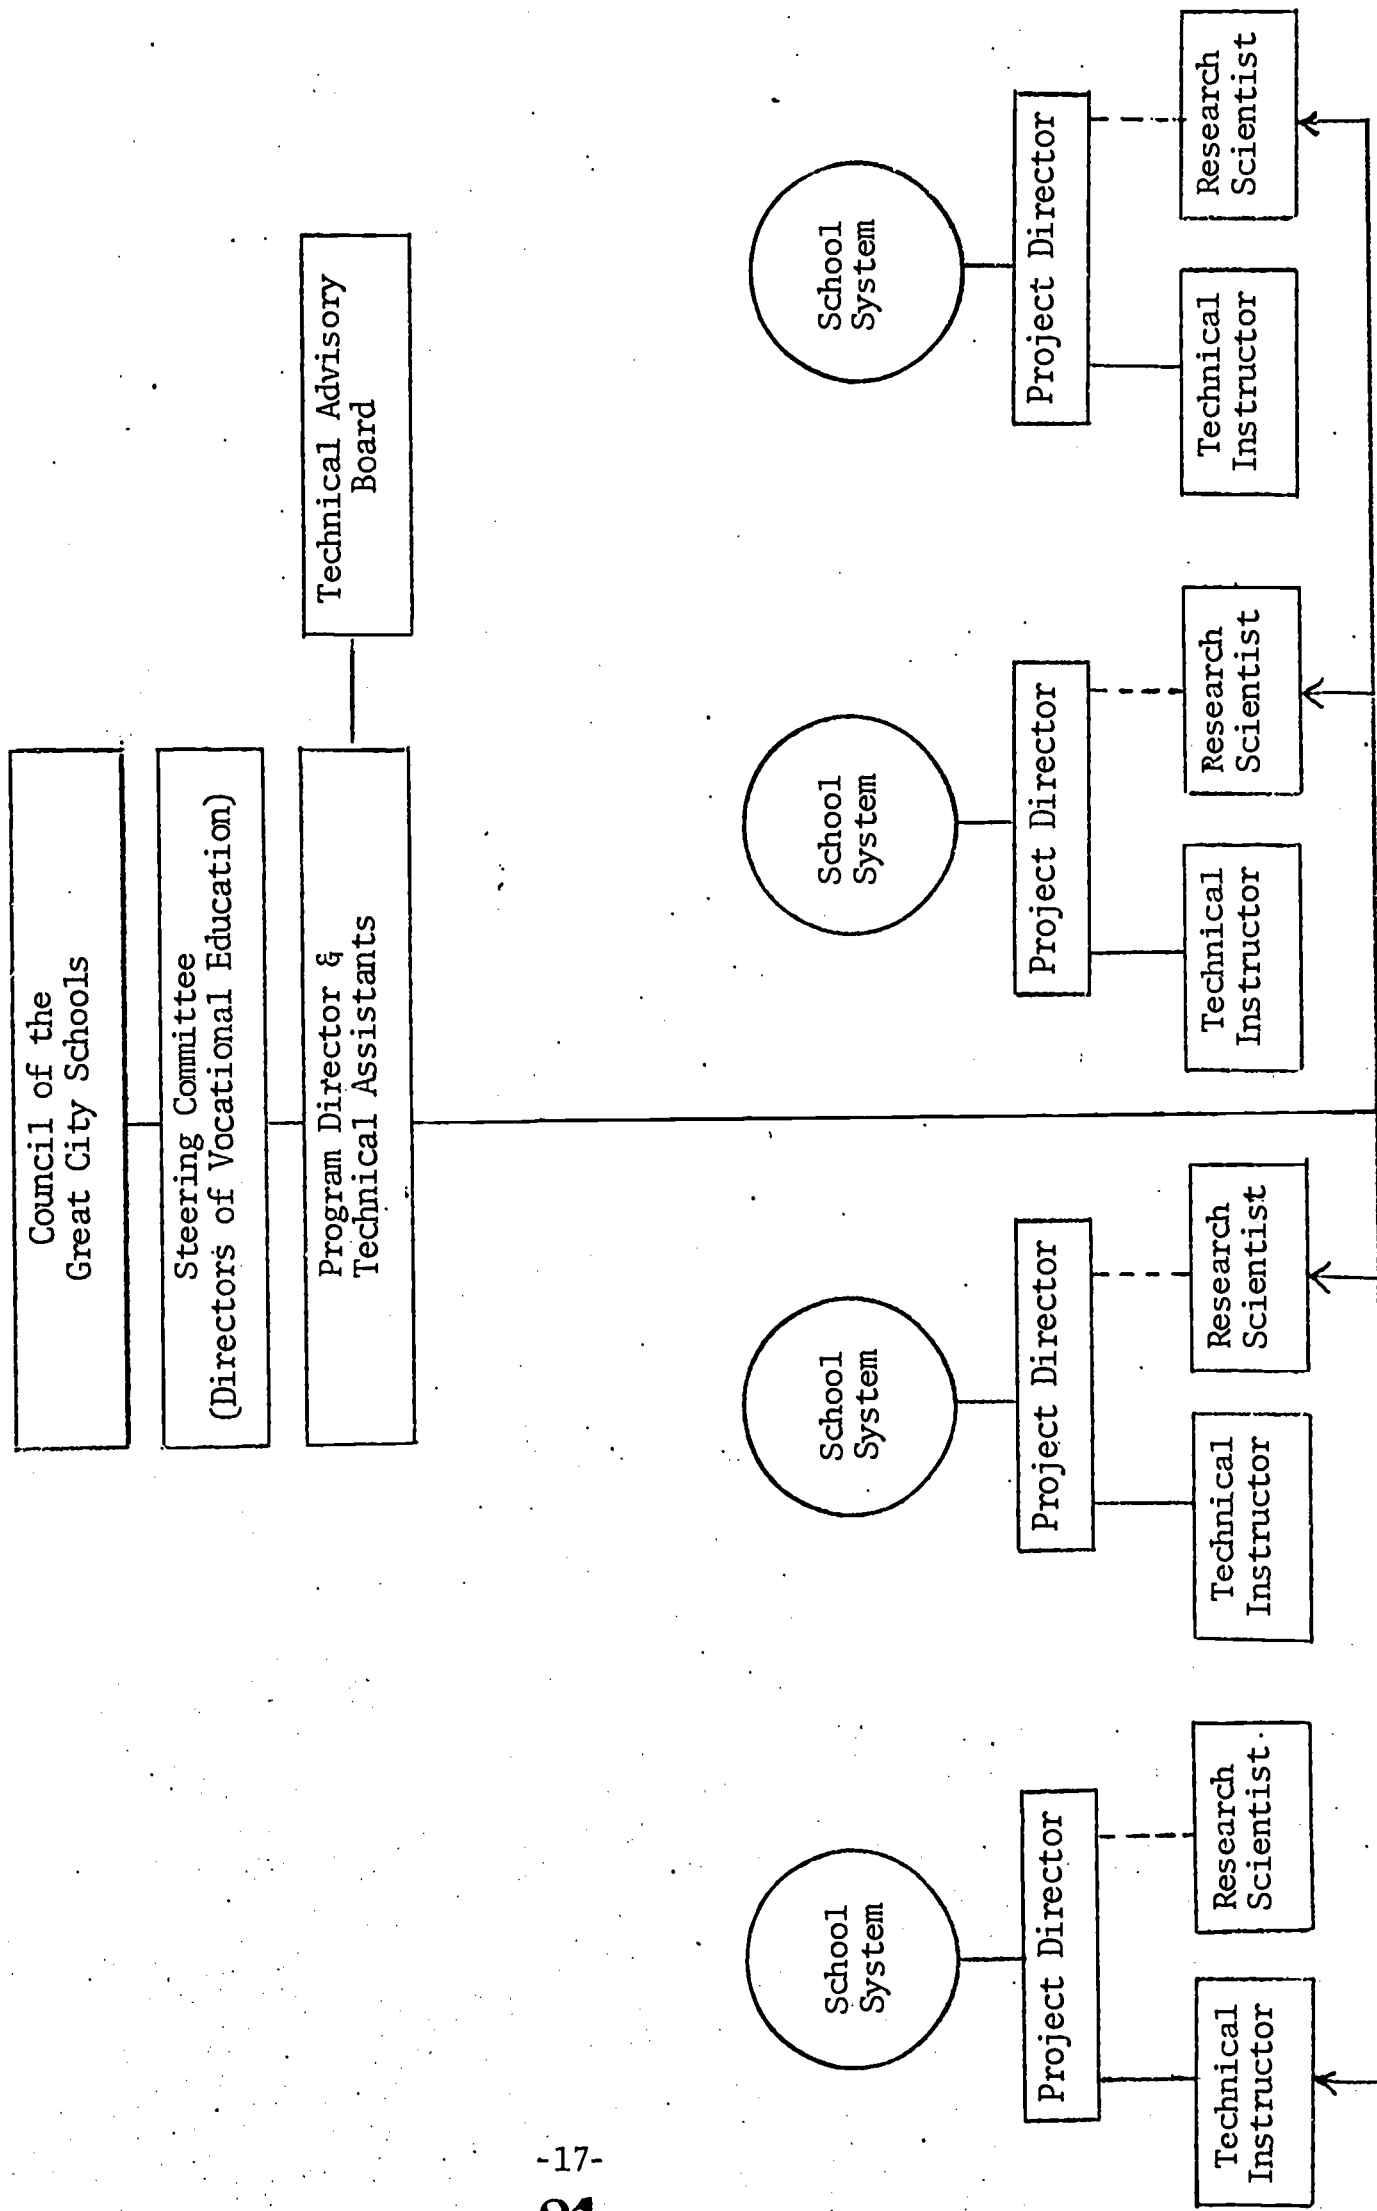 Council of the
Great City Schools
Steering Committee
(Directors of Vocational Education)
Program Director &
Technical Assistants
Technical Advisory
Board
School
System
School
System
School
System
School
System
Project Director
Project Director
Project Director
Project Director
Technical
Instructor
Research
Scientist
Technical
Instructor
Research
Scientist
Technical
Instructor
Research
Scientist
Technical
Instructor
Research
Scientist
-17-